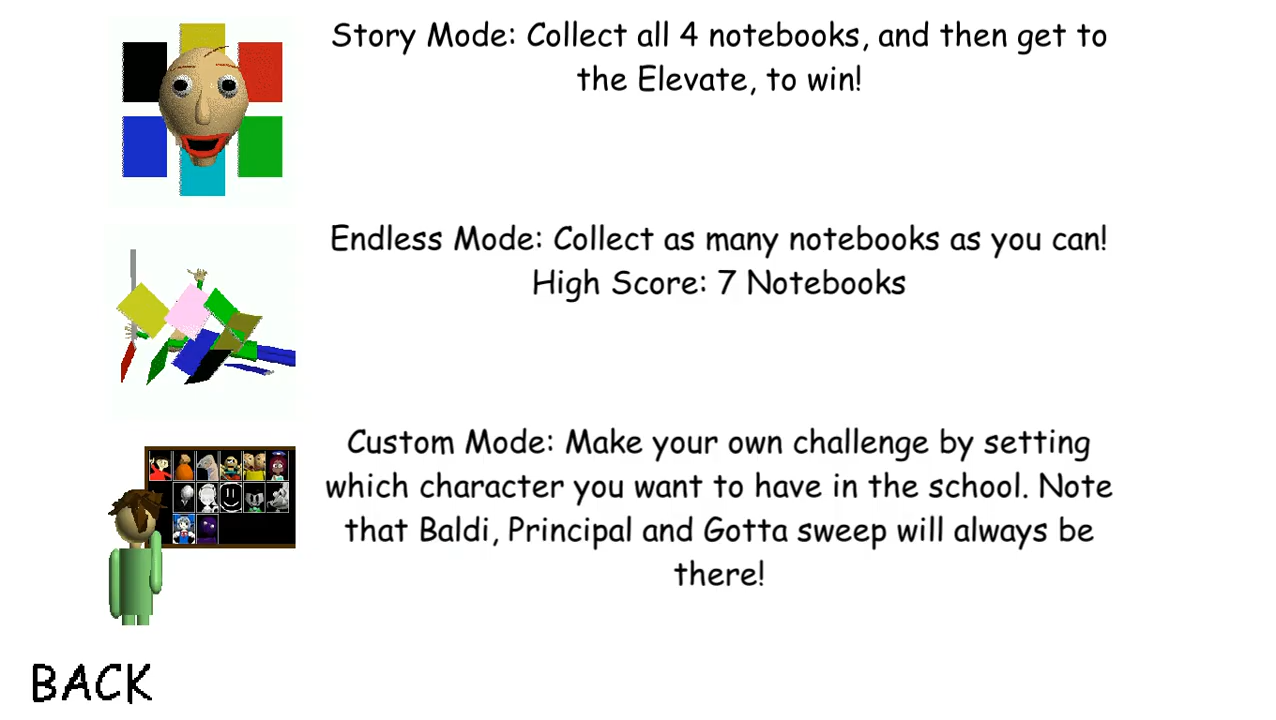 Story Mode: Collect all 4 notebooks, and then get to
the Elevate, to win!
Endless Mode: Collect as many notebooks as you can!
High Score: 7 Notebooks
Custom Mode: Make your own challenge by setting
which character you want to have in the school. Note
that Baldi, Principal and Gotta sweep will always be
there!
BACK